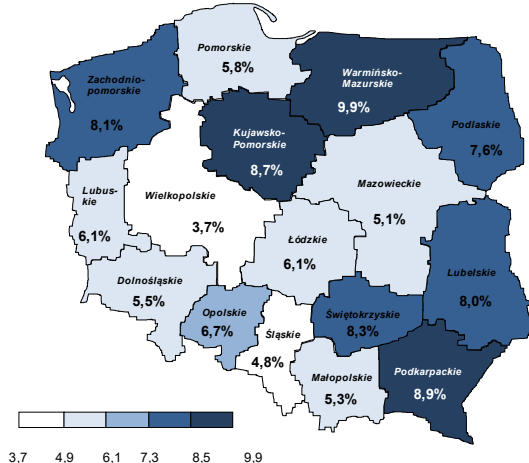 Pomorskie
5,8%
Zachodnio-
pomorskie
8,1%
Warmińsko-
Mazurskie
9,9%
Podlaskie
7,6%
Kujawsko-
Pomorskie
8,7%
Lubus-
kie
6,1%
Wielkopolskie
3,7%
Mazowieckie
5,1%
Łódzkie
6,1%
Dolnośląskie
5,5%
Opolskie
6,7%
Śląskie
4,8%
Świętokrzyskie
8,3%
Lubelskie
8,0%
Małopolskie
5,3%
Podkarpackie
8,9%
3,7 4,9 6,1 7,3 8,5 9,9